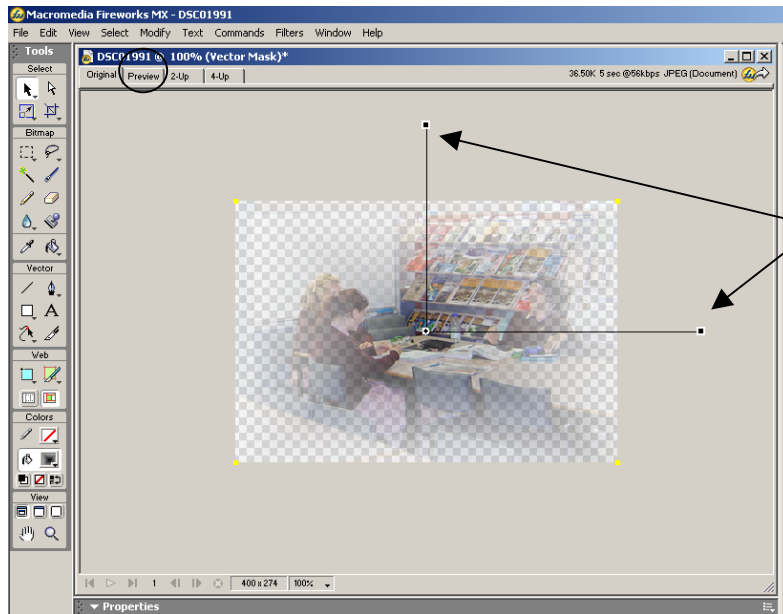 Macromedia Fireworks MX - DSC01991
File Edit View Select Modify Text Commands Filters Window Help
Tools
Select
Bitmap
Vector
A
Web
Colors
View
DSC01991 @ 100% (Vector Mask)*
Original Preview 2-Up 4-Up 36.50K 5 sec @56kbps JPEG (Document)
1 400 x 274 100%
Properties